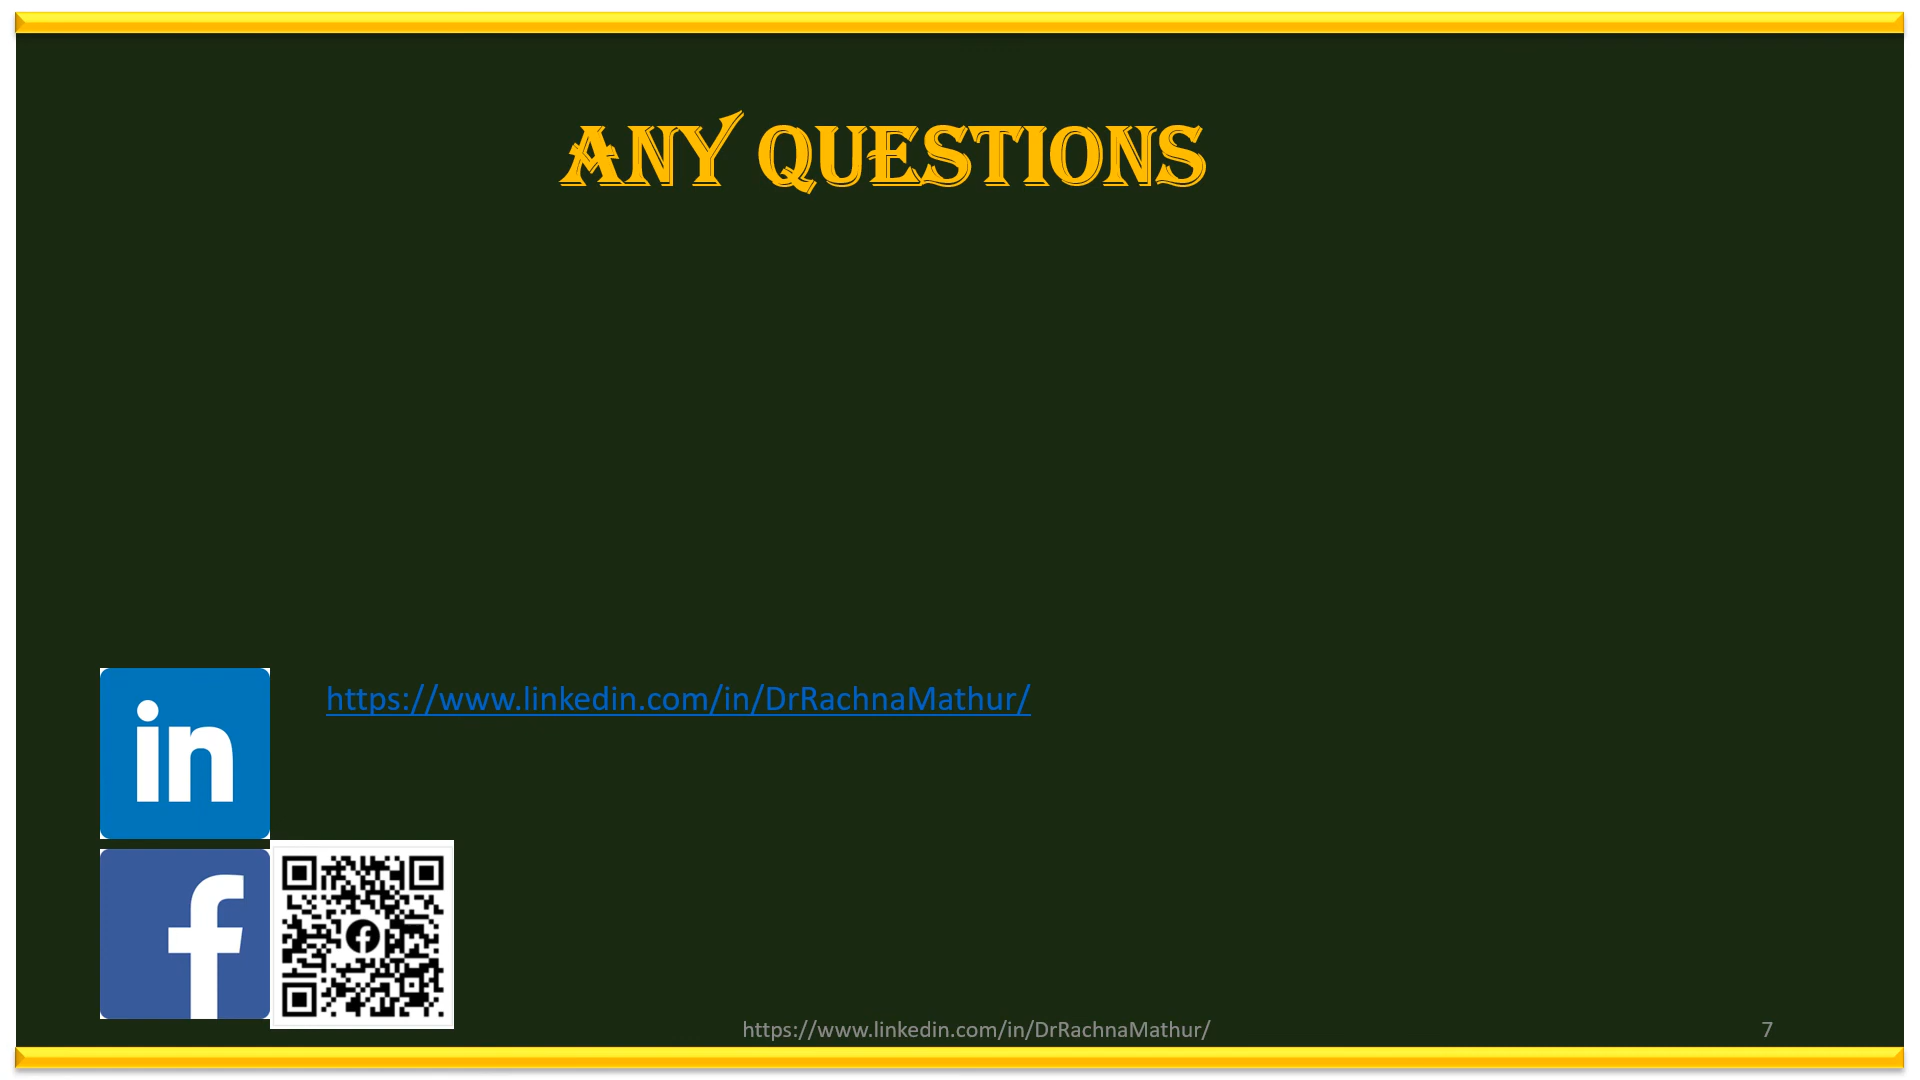 ANY QUESTIONS
in
https://www.linkedin.com/in/DrRachnaMathur/
f
https://www.linkedin.com/in/DrRachnaMathur/
7